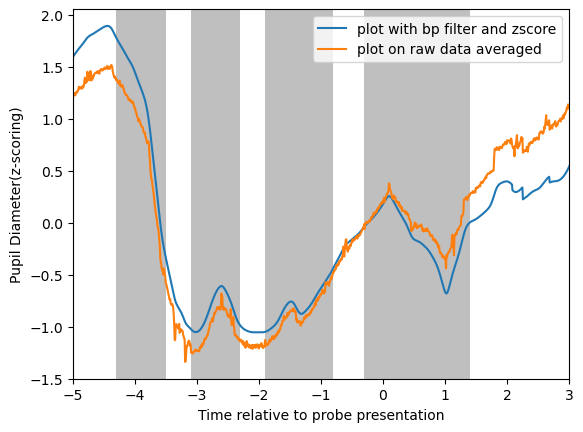 plot with bp filter and zscore
plot on raw data averaged
Pupil Diameter(z-scoring)
2.0
1.5
1.0
0.5
0.0
−0.5
−1.0
−1.5
−5 −4 −3 −2 −1 0 1 2 3
Time relative to probe presentation